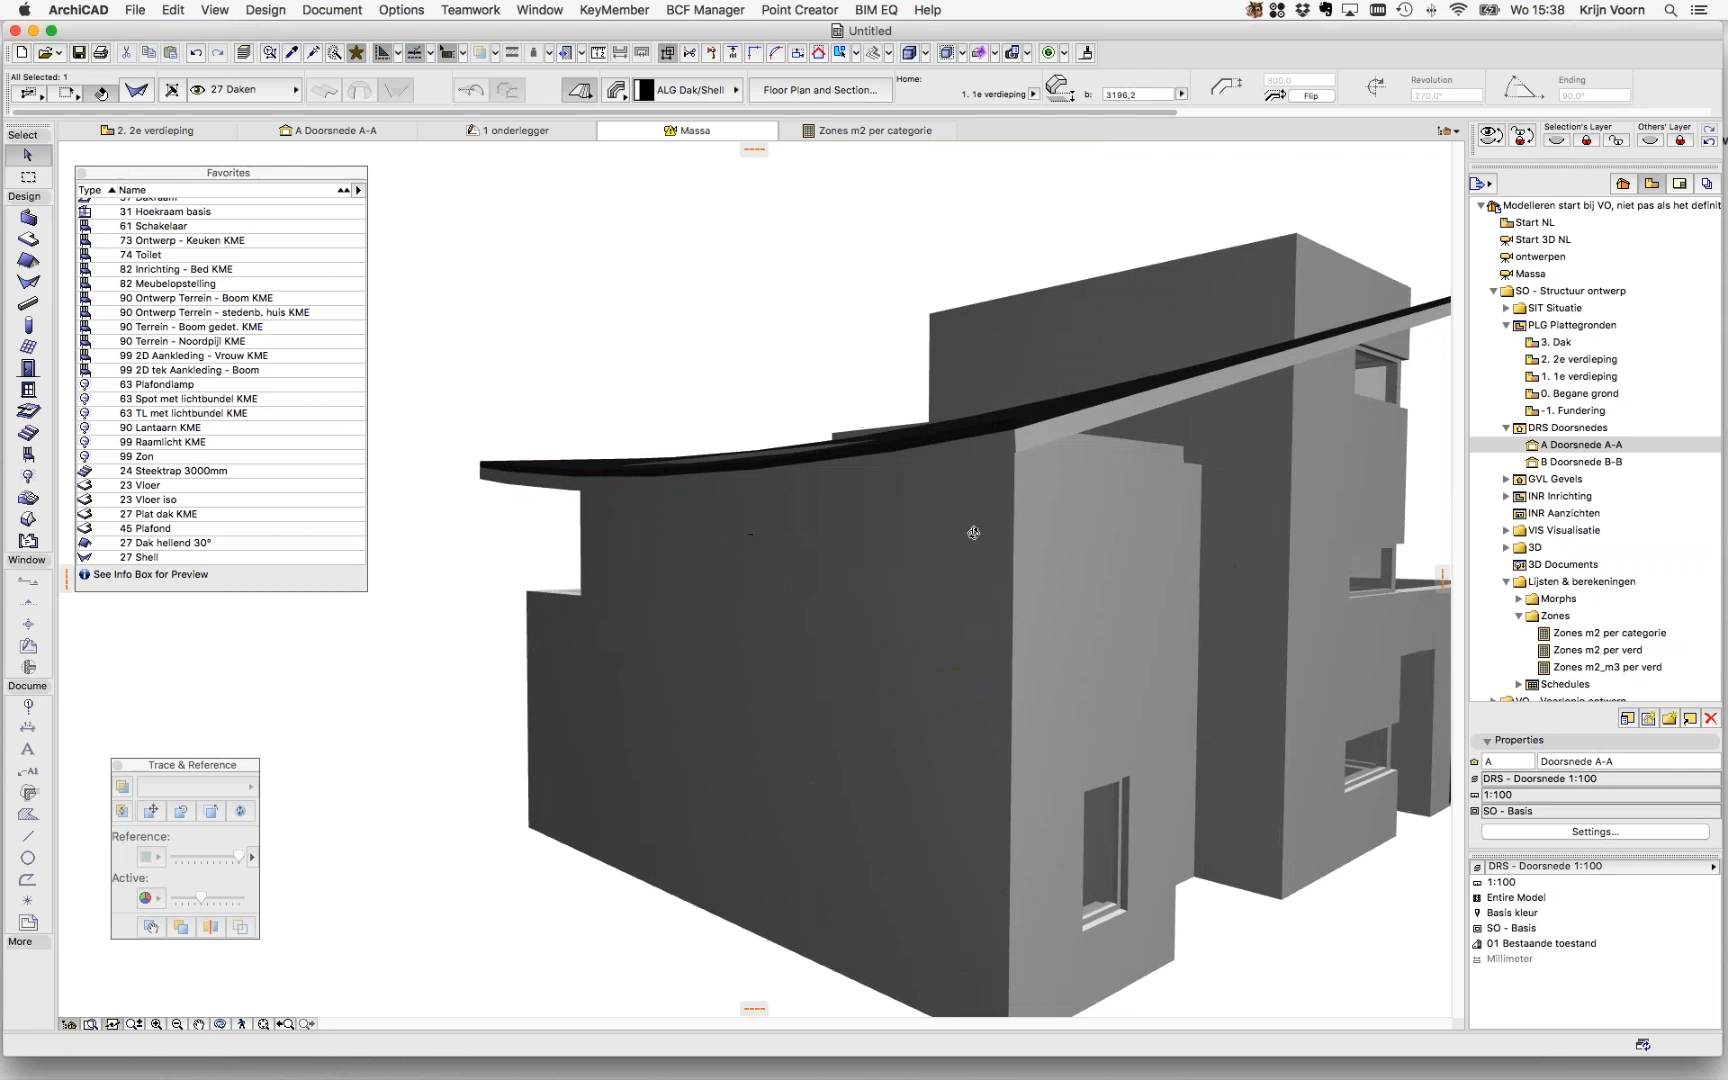 ArchiCAD File Edit View Design Document Options Teamwork Window KeyMember BCF Manager Point Creator BIM EQ Help Wo 15:38 Krijn Voorn
Untitled
All Selected: 1
27 Daken
ALG Dak/Shell
Floor Plan and Section...
Home:
1. 1e verdieping
b: 3196,2
300.0
Flip
Revolution
270,0°
Ending
90,0°
Select
2. 2e verdieping
A Doorsnede A-A
1 onderlegger
Massa
Zones m2 per categorie
Selection's Layer
Others' Layer
Favorites
Type Name
37 Dakraam
31 Hoekraam basis
61 Schakelaar
73 Ontwerp - Keuken KME
74 Toilet
82 Inrichting - Bed KME
82 Meubelopstelling
90 Ontwerp Terrein - Boom KME
90 Ontwerp Terrein - stedenb. huis KME
90 Terrein - Boom gedet. KME
90 Terrein - Noordpijl KME
99 2D Aankleding - Vrouw KME
99 2D tek Aankleding - Boom
63 Plafondlamp
63 Spot met lichtbundel KME
63 TL met lichtbundel KME
90 Lantaarn KME
99 Raamlicht KME
99 Zon
24 Steektrap 3000mm
23 Vloer
23 Vloer iso
27 Plat dak KME
45 Plafond
27 Dak hellend 30°
27 Shell
See Info Box for Preview
Design
Window
Docume
More
Trace & Reference
Reference:
Active:
Modelleren start bij VO, niet pas als het definit
Start NL
Start 3D NL
ontwerpen
Massa
SO - Structuur ontwerp
SIT Situatie
PLG Plattegronden
3. Dak
2. 2e verdieping
1. 1e verdieping
0. Begane grond
-1. Fundering
DRS Doorsnedes
A Doorsnede A-A
B Doorsnede B-B
GVL Gevels
INR Inrichting
INR Aanzichten
VIS Visualisatie
3D
3D Documents
Lijsten & berekeningen
Morphs
Zones
Zones m2 per categorie
Zones m2 per verd
Zones m2_m3 per verd
Schedules
VO - Voorlopig ontwerp
Properties
A Doorsnede A-A
DRS - Doorsnede 1:100
1:100
SO - Basis
Settings...
DRS - Doorsnede 1:100
1:100
Entire Model
Basis kleur
SO - Basis
01 Bestaande toestand
Millimeter